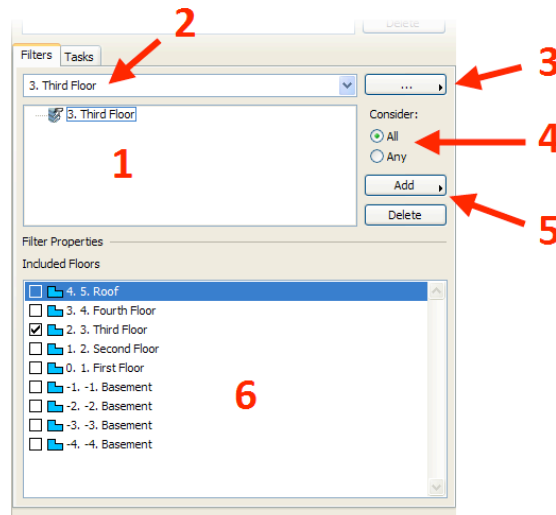 Delete
2
Filters Tasks
3. Third Floor
...
3
3. Third Floor
Consider:
All
4
Any
1
Add
5
Delete
Filter Properties
Included Floors
4. 5. Roof
3. 4. Fourth Floor
2. 3. Third Floor
1. 2. Second Floor
0. 1. First Floor
-1. -1. Basement
-2. -2. Basement
6
-3. -3. Basement
-4. -4. Basement